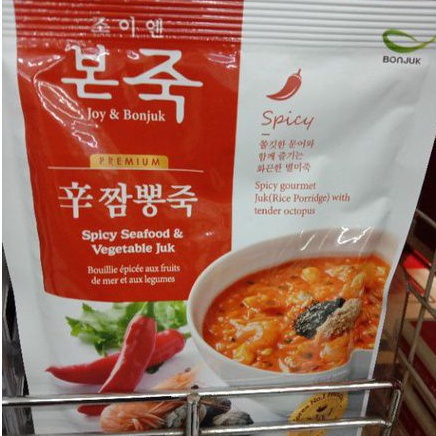 조이앤
본죽
Joy & Bonjuk
PREMIUM
辛짬뽕죽
Spicy Seafood &
Vegetable Juk
Bouillie épicée aux fruits
de mer et aux legumes
BONJUK
Spicy
쫄깃한 문어와
함께 즐기는
화끈한 별미죽
Spicy gourmet
Juk(Rice Porridge) with
tender octopus